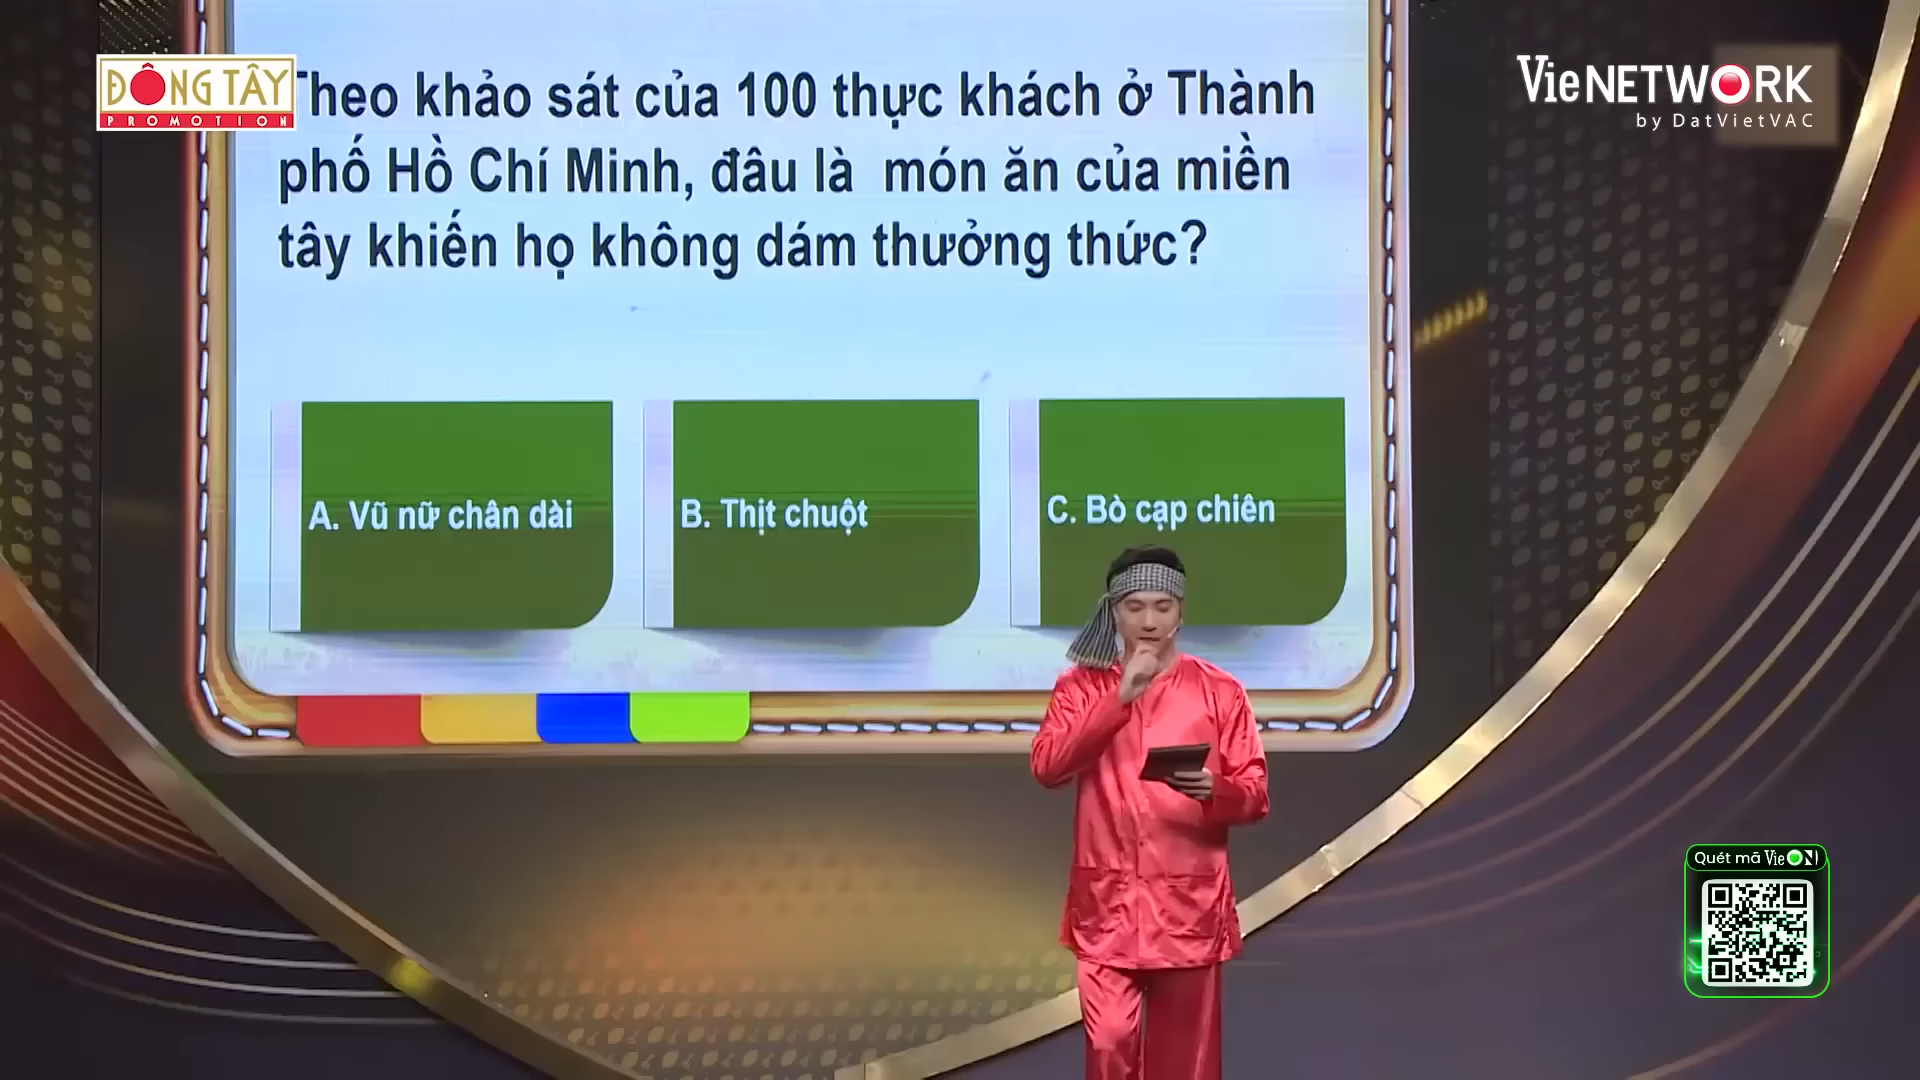 ĐÔNG TÂY
PROMOTION
VieNETWORK
by DatVietVAC
Theo khảo sát của 100 thực khách ở Thành
phố Hồ Chí Minh, đâu là món ăn của miền
tây khiến họ không dám thưởng thức?
A. Vũ nữ chân dài
B. Thịt chuột
C. Bò cạp chiên
Quét mã VieON